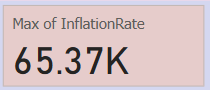 Max of InflationRate
65.37K